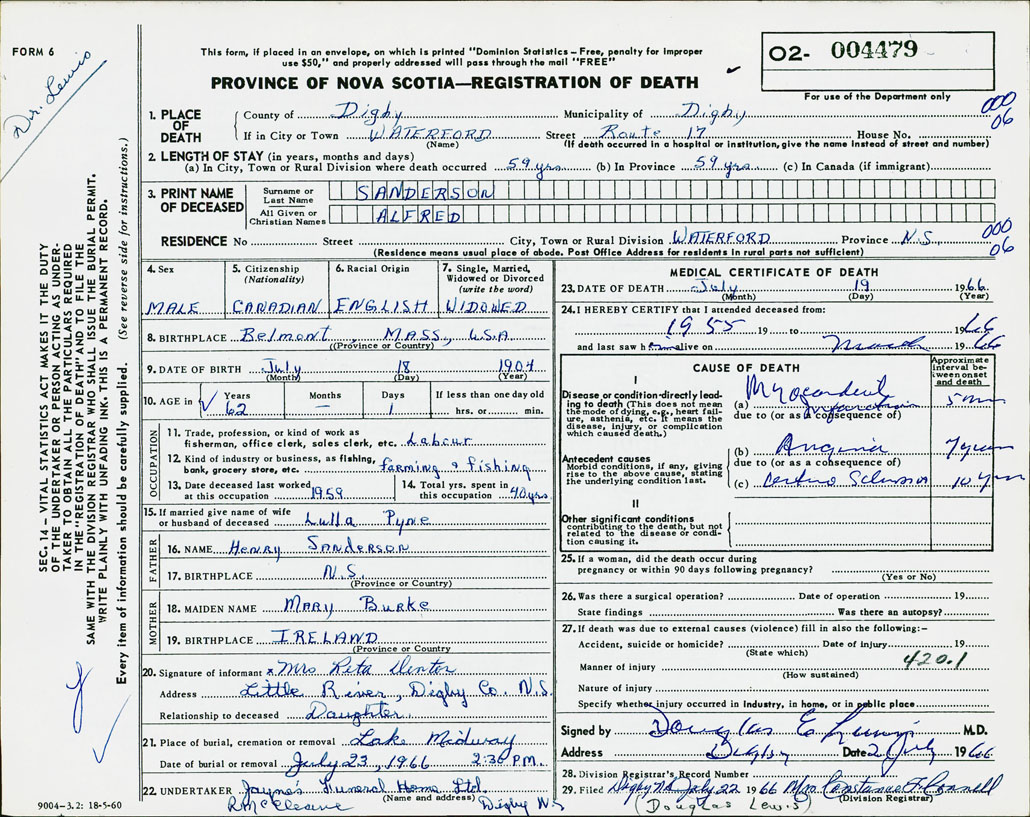 FORM 6
Dr. Lewis
This form, if placed in an envelope, on which is printed "Dominion Statistics – Free, penalty for improper
use $50," and properly addressed will pass through the mail "FREE"
O2- 004479
For use of the Department only
PROVINCE OF NOVA SCOTIA—REGISTRATION OF DEATH
000
06
1. PLACE OF DEATH
County of Digby Municipality of Digby
If in City or Town WATERFORD Street Route 17 House No.
(Name) (If death occurred in a hospital or institution, give the name instead of street and number)
2. LENGTH OF STAY (in years, months and days)
(a) In City, Town or Rural Division where death occurred 59 yrs. (b) In Province 59 yrs. (c) In Canada (if immigrant)
3. PRINT NAME OF DECEASED
Surname or Last Name SANDERSON
All Given or Christian Names ALFRED
000
06
RESIDENCE No Street City, Town or Rural Division WATERFORD Province N.S.
(Residence means usual place of abode. Post Office Address for residents in rural parts not sufficient)
4. Sex 5. Citizenship (Nationality) 6. Racial Origin 7. Single, Married, Widowed or Divorced (write the word)
MALE CANADIAN ENGLISH WIDOWED
8. BIRTHPLACE Belmont, MASS, U.S.A
(Province or Country)
9. DATE OF BIRTH July 18 1904
(Month) (Day) (Year)
10. AGE in Years Months Days If less than one day old
62 – 1 hrs. or min.
OCCUPATION
11. Trade, profession, or kind of work as
fisherman, office clerk, sales clerk, etc. Labour
12. Kind of industry or business, as fishing,
bank, grocery store, etc. farming & fishing
13. Date deceased last worked at this occupation 1959
14. Total yrs. spent in this occupation 40 yrs
15. If married give name of wife
or husband of deceased Lulla Pyne
FATHER
16. NAME Henry Sanderson
17. BIRTHPLACE N.S.
(Province or Country)
MOTHER
18. MAIDEN NAME Mary Burke
19. BIRTHPLACE IRELAND
(Province or Country)
20. Signature of informant x Mrs Reta
Address Little River, Digby Co. N.S.
Relationship to deceased Daughter.
21. Place of burial, cremation or removal Lake Midway
Date of burial or removal July 23, 1966 2:30 P.M.
22. UNDERTAKER Jayne's Funeral Home Ltd.
(Name and address)
R McCleave Digby N.S
9004–3.2: 18-5-60
MEDICAL CERTIFICATE OF DEATH
23. DATE OF DEATH July 19 1966
(Month) (Day) (Year)
24. I HEREBY CERTIFY that I attended deceased from:
1955 19 to 1966
and last saw him alive on March 1966
CAUSE OF DEATH
Approximate interval between onset and death
I
Disease or condition directly leading to death (This does not mean the mode of dying, e.g., heart failure, asthenia, etc. It means the disease, injury, or complication which caused death.)
(a) Myocardial Infarction 5 min
due to (or as a consequence of)
Antecedent causes
Morbid conditions, if any, giving rise to the above cause, stating the underlying condition last.
(b) Angina 7 years
due to (or as a consequence of)
(c) 10 years
II
Other significant conditions
contributing to the death, but not related to the disease or condition causing it.
25. If a woman, did the death occur during
pregnancy or within 90 days following pregnancy?
(Yes or No)
26. Was there a surgical operation? Date of operation 19
State findings Was there an autopsy?
27. If death was due to external causes (violence) fill in also the following:–
Accident, suicide or homicide? Date of injury 19
(State which)
420.1
Manner of injury
(How sustained)
Nature of injury
Specify whether injury occurred in industry, in home, or in public place
Signed by Douglas E Lewis M.D.
Address Digby Date 21 July 1966
28. Division Registrar's Record Number
29. Filed Digby NS July 22 1966 Mrs Constance F Connell
(Division Registrar)
(Douglas Lewis)
SEC. 14 – VITAL STATISTICS ACT MAKES IT THE DUTY
OF THE UNDERTAKER OR PERSON ACTING AS UNDER-
TAKER TO OBTAIN ALL THE PARTICULARS REQUIRED
IN THE "REGISTRATION OF DEATH" AND TO FILE THE
SAME WITH THE DIVISION REGISTRAR WHO SHALL ISSUE THE BURIAL PERMIT.
WRITE PLAINLY WITH UNFADING INK. THIS IS A PERMANENT RECORD.
Every item of information should be carefully supplied. (See reverse side for instructions.)